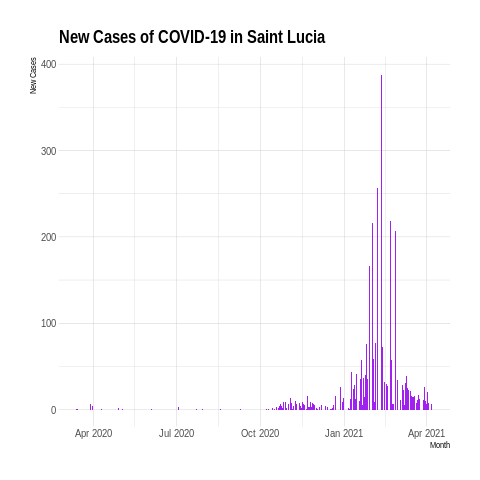 New Cases of COVID-19 in Saint Lucia
New Cases
400
300
200
100
0
Apr 2020 Jul 2020 Oct 2020 Jan 2021 Apr 2021
Month